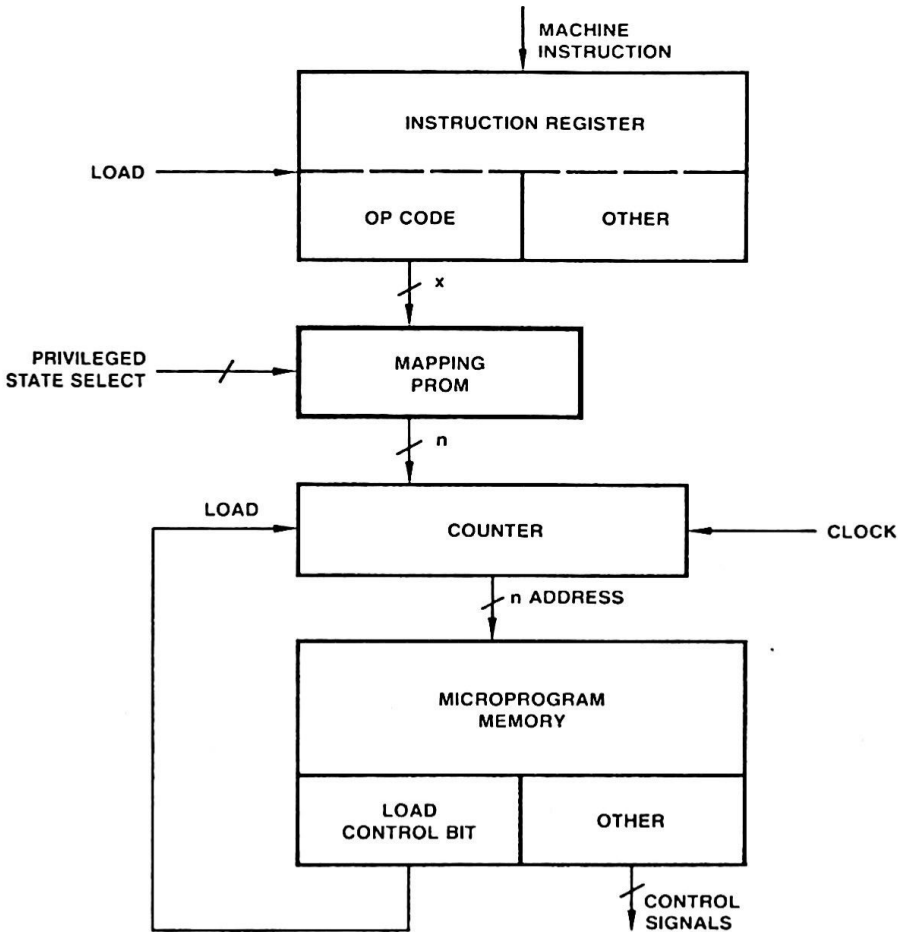 MACHINE
INSTRUCTION
INSTRUCTION REGISTER
LOAD
OP CODE
OTHER
x
PRIVILEGED
STATE SELECT
MAPPING
PROM
n
LOAD
COUNTER
CLOCK
n ADDRESS
MICROPROGRAM
MEMORY
LOAD
CONTROL BIT
OTHER
CONTROL
SIGNALS